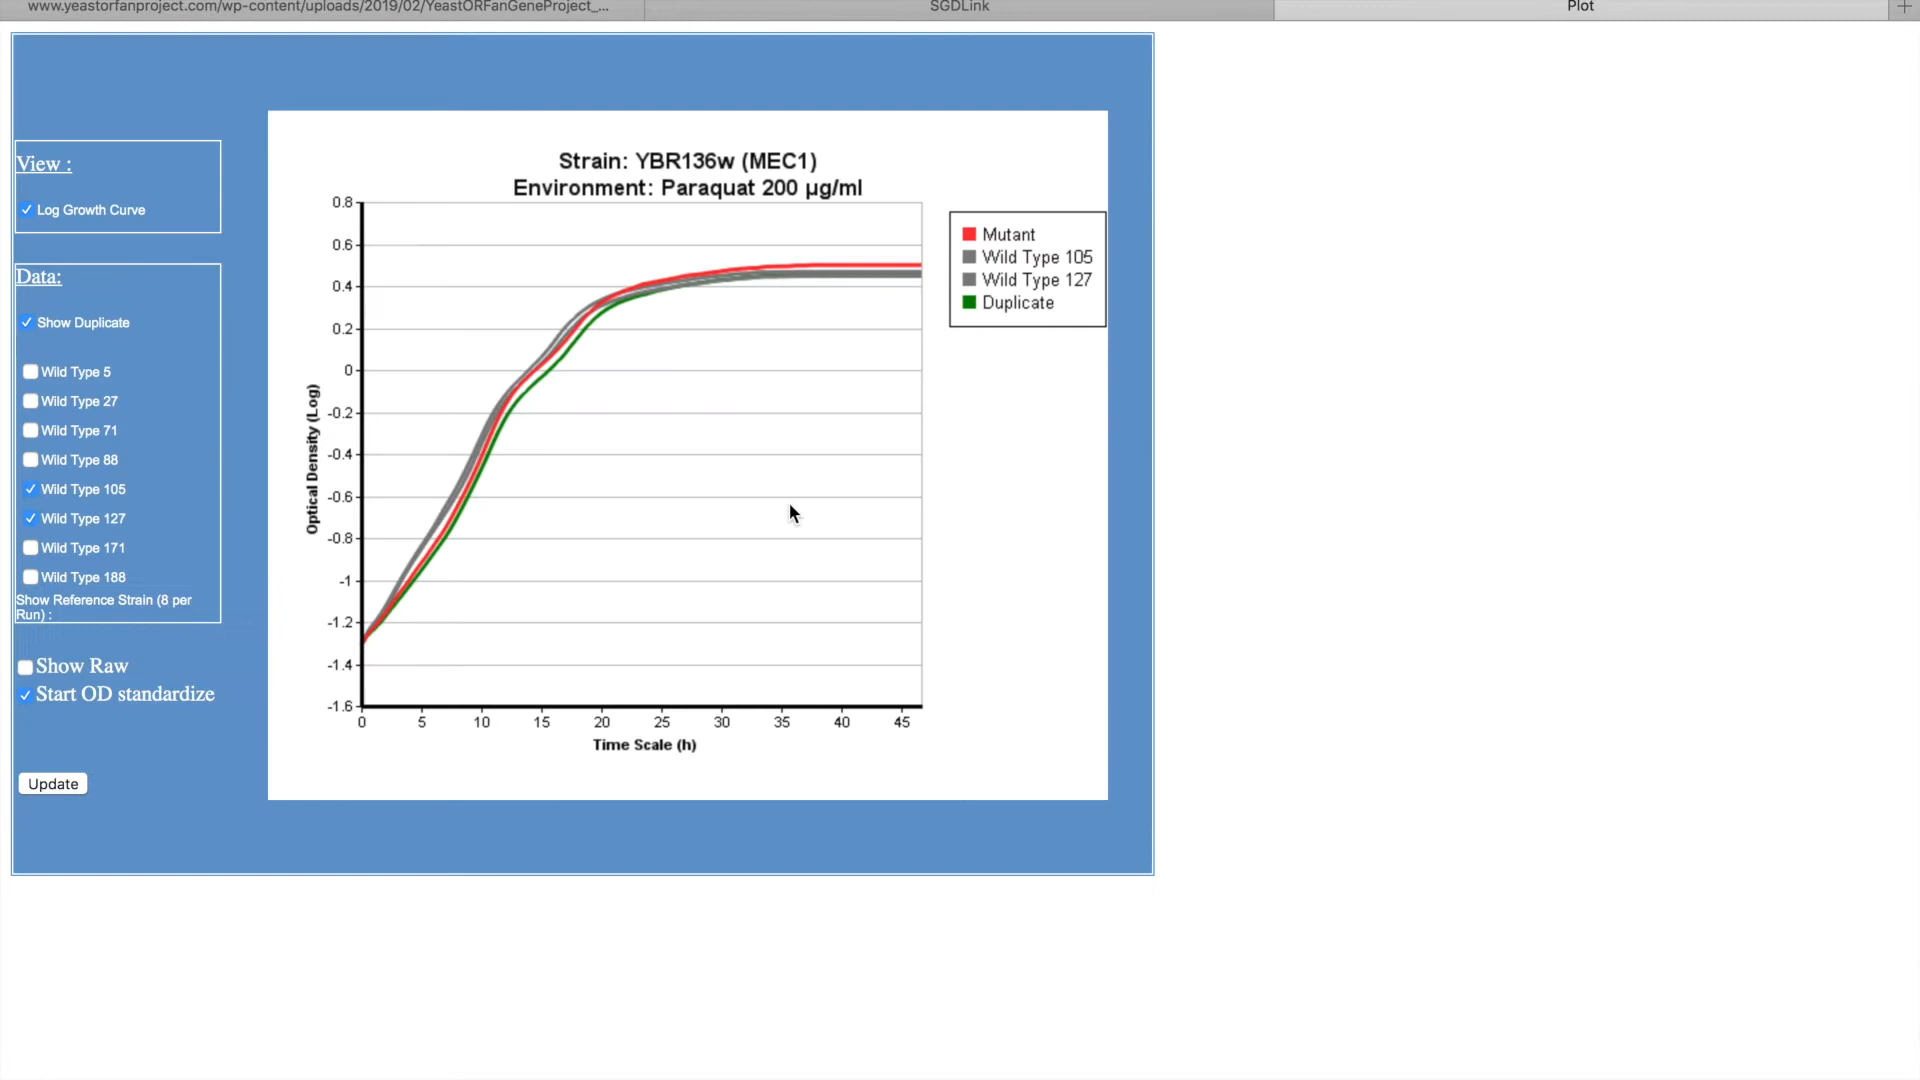 www.yeastorfanproject.com/wp-content/uploads/2019/02/YeastORFanGeneProject_...
SGDLink
Plot
View :
Log Growth Curve
Data:
Show Duplicate
Wild Type 5
Wild Type 27
Wild Type 71
Wild Type 88
Wild Type 105
Wild Type 127
Wild Type 171
Wild Type 188
Show Reference Strain (8 per
Run) :
Show Raw
Start OD standardize
Update
Strain: YBR136w (MEC1)
Environment: Paraquat 200 µg/ml
0.8
0.6
0.4
0.2
0
-0.2
-0.4
-0.6
-0.8
-1
-1.2
-1.4
-1.6
Optical Density (Log)
0 5 10 15 20 25 30 35 40 45
Time Scale (h)
Mutant
Wild Type 105
Wild Type 127
Duplicate